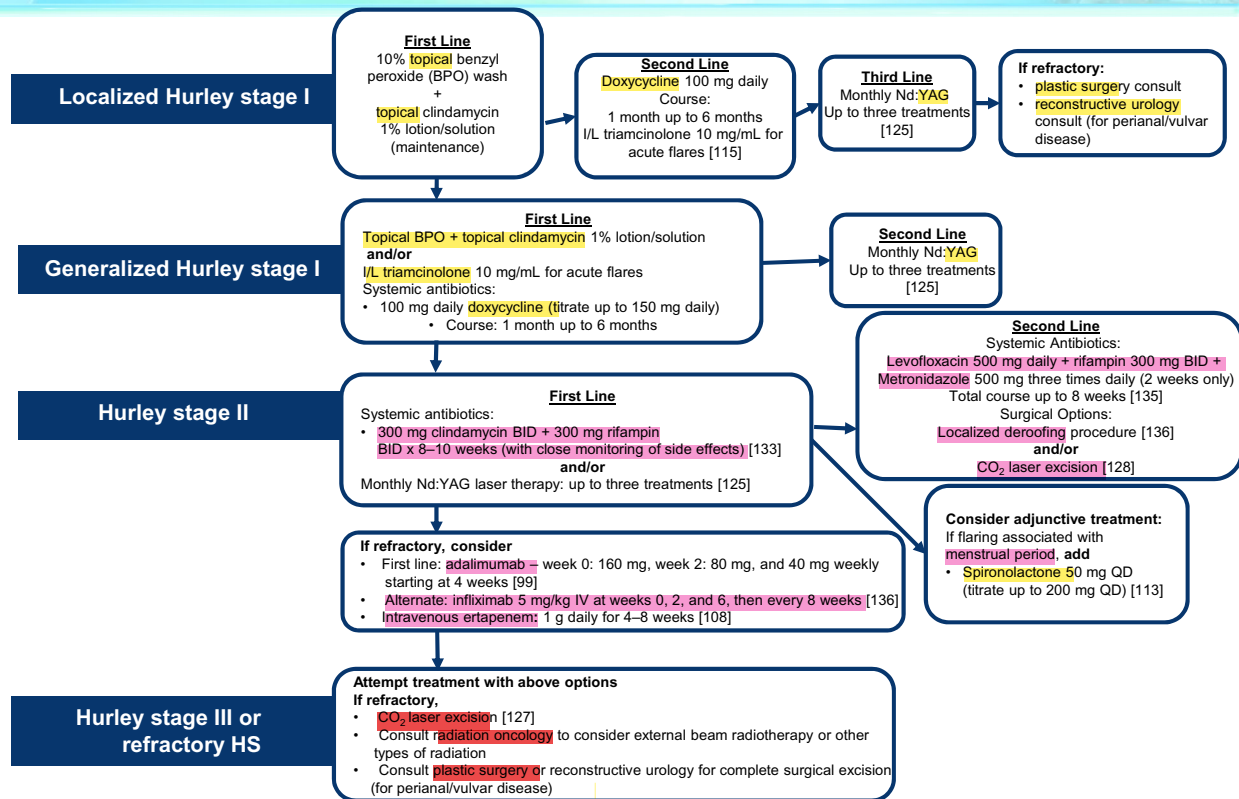 Localized Hurley stage I
First Line
10% topical benzyl
peroxide (BPO) wash
+
topical clindamycin
1% lotion/solution
(maintenance)
Second Line
Doxycycline 100 mg daily
Course:
1 month up to 6 months
I/L triamcinolone 10 mg/mL for
acute flares [115]
Third Line
Monthly Nd:YAG
Up to three treatments
[125]
If refractory:
• plastic surgery consult
• reconstructive urology
consult (for perianal/vulvar
disease)
Generalized Hurley stage I
First Line
Topical BPO + topical clindamycin 1% lotion/solution
and/or
I/L triamcinolone 10 mg/mL for acute flares
Systemic antibiotics:
• 100 mg daily doxycycline (titrate up to 150 mg daily)
• Course: 1 month up to 6 months
Second Line
Monthly Nd:YAG
Up to three treatments
[125]
Hurley stage II
First Line
Systemic antibiotics:
• 300 mg clindamycin BID + 300 mg rifampin
BID x 8–10 weeks (with close monitoring of side effects) [133]
and/or
Monthly Nd:YAG laser therapy: up to three treatments [125]
Second Line
Systemic Antibiotics:
Levofloxacin 500 mg daily + rifampin 300 mg BID +
Metronidazole 500 mg three times daily (2 weeks only)
Total course up to 8 weeks [135]
Surgical Options:
Localized deroofing procedure [136]
and/or
CO2 laser excision [128]
Consider adjunctive treatment:
If flaring associated with
menstrual period, add
• Spironolactone 50 mg QD
(titrate up to 200 mg QD) [113]
If refractory, consider
• First line: adalimumab – week 0: 160 mg, week 2: 80 mg, and 40 mg weekly
starting at 4 weeks [99]
• Alternate: infliximab 5 mg/kg IV at weeks 0, 2, and 6, then every 8 weeks [136]
• Intravenous ertapenem: 1 g daily for 4–8 weeks [108]
Hurley stage III or
refractory HS
Attempt treatment with above options
If refractory,
• CO2 laser excision [127]
• Consult radiation oncology to consider external beam radiotherapy or other
types of radiation
• Consult plastic surgery or reconstructive urology for complete surgical excision
(for perianal/vulvar disease)